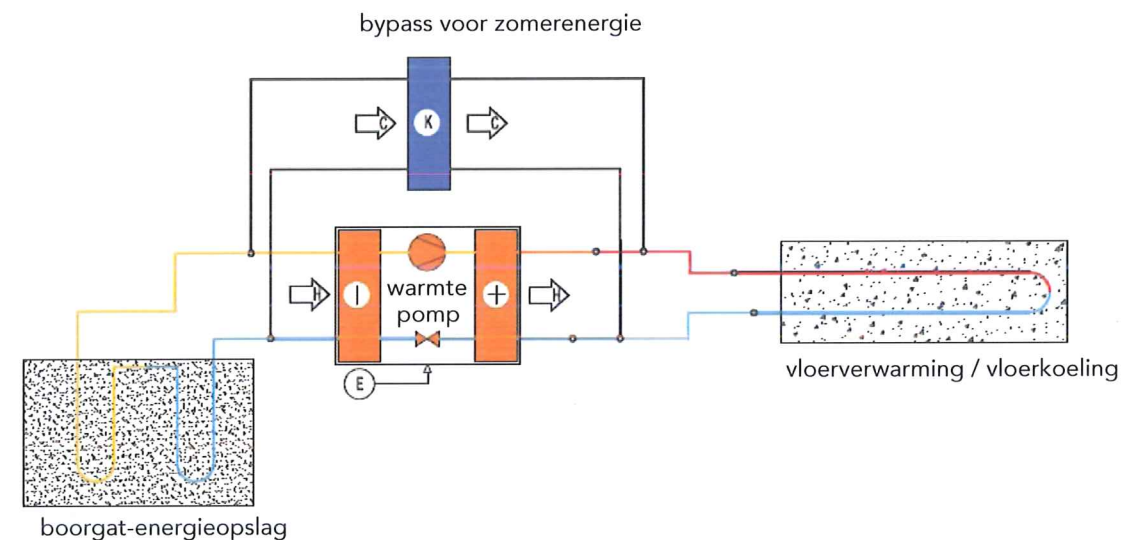 bypass voor zomerenergie
C K C
H | warmte + H
pomp
E
vloerverwarming / vloerkoeling
boorgat-energieopslag